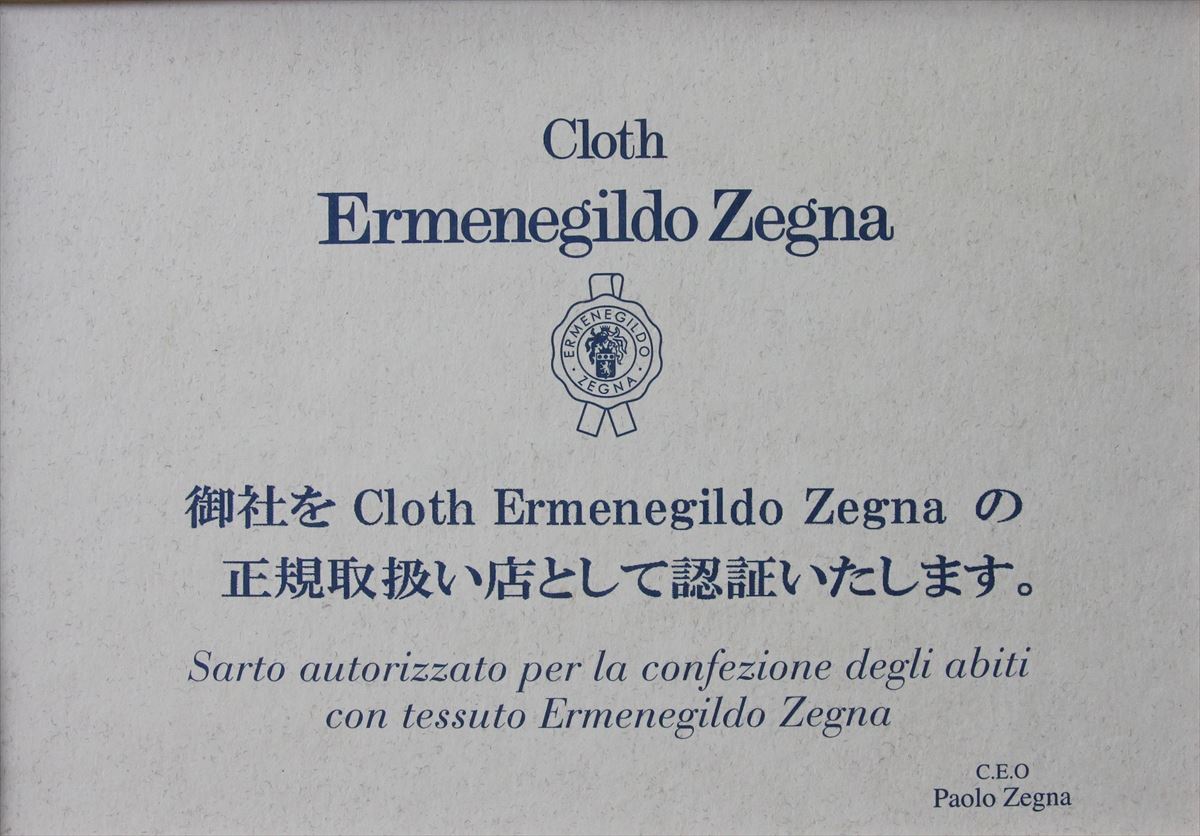 Cloth
Ermenegildo Zegna
ERMENEGILDO
· ZEGNA ·
御社を Cloth Ermenegildo Zegna の
正規取扱い店として認証いたします。
Sarto autorizzato per la confezione degli abiti
con tessuto Ermenegildo Zegna
C.E.O
Paolo Zegna